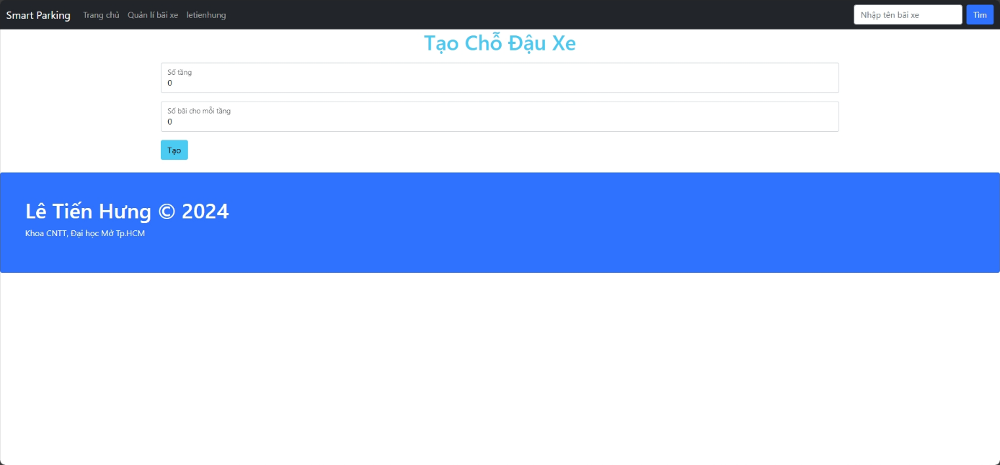 Smart Parking Trang chủ Quản lí bãi xe letienhung Nhập tên bãi xe Tìm
Tạo Chỗ Đậu Xe
Số tầng
0
Số bãi cho mỗi tầng
0
Tạo
Lê Tiến Hưng © 2024
Khoa CNTT, Đại học Mở Tp.HCM